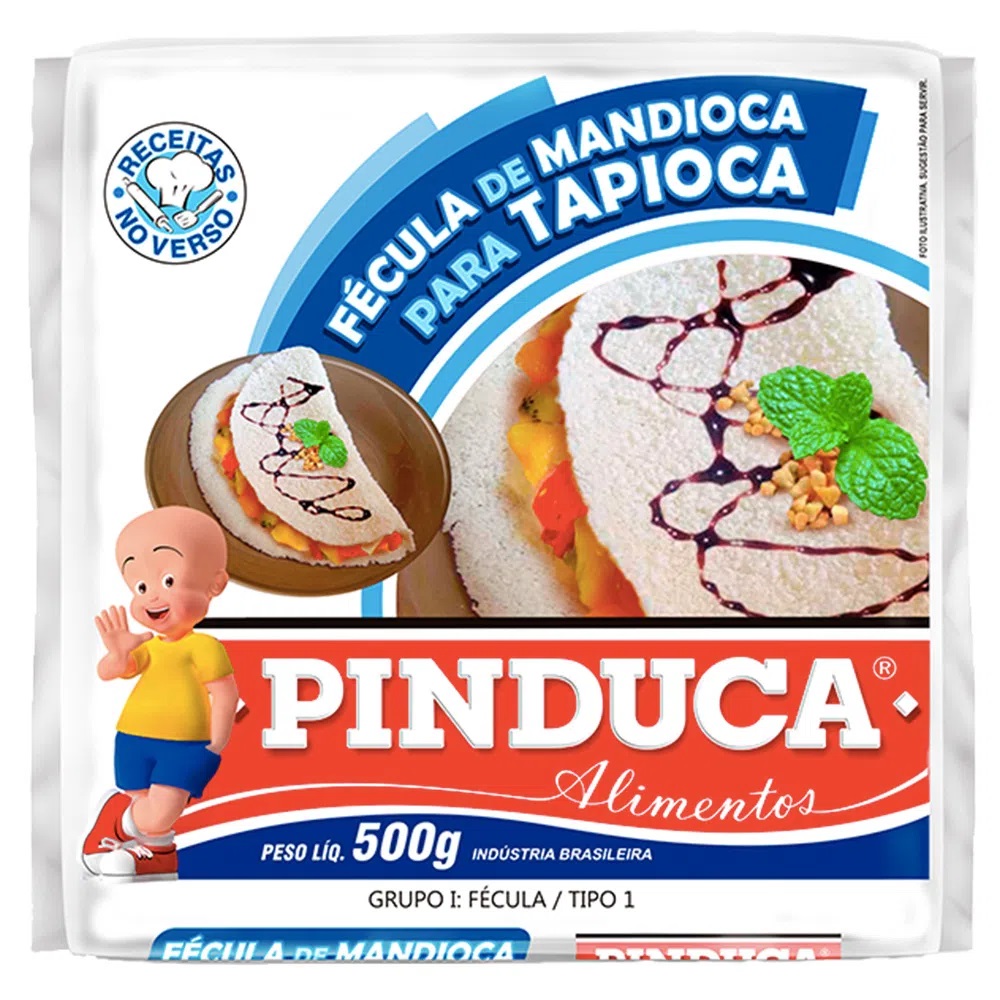 • RECEITAS •
NO VERSO
FÉCULA DE MANDIOCA
PARA TAPIOCA
FOTO ILUSTRATIVA. SUGESTÃO PARA SERVIR.
PINDUCA®
Alimentos
PESO LÍQ. 500g INDÚSTRIA BRASILEIRA
GRUPO I: FÉCULA / TIPO 1
FÉCULA DE MANDIOCA
PINDUCA®